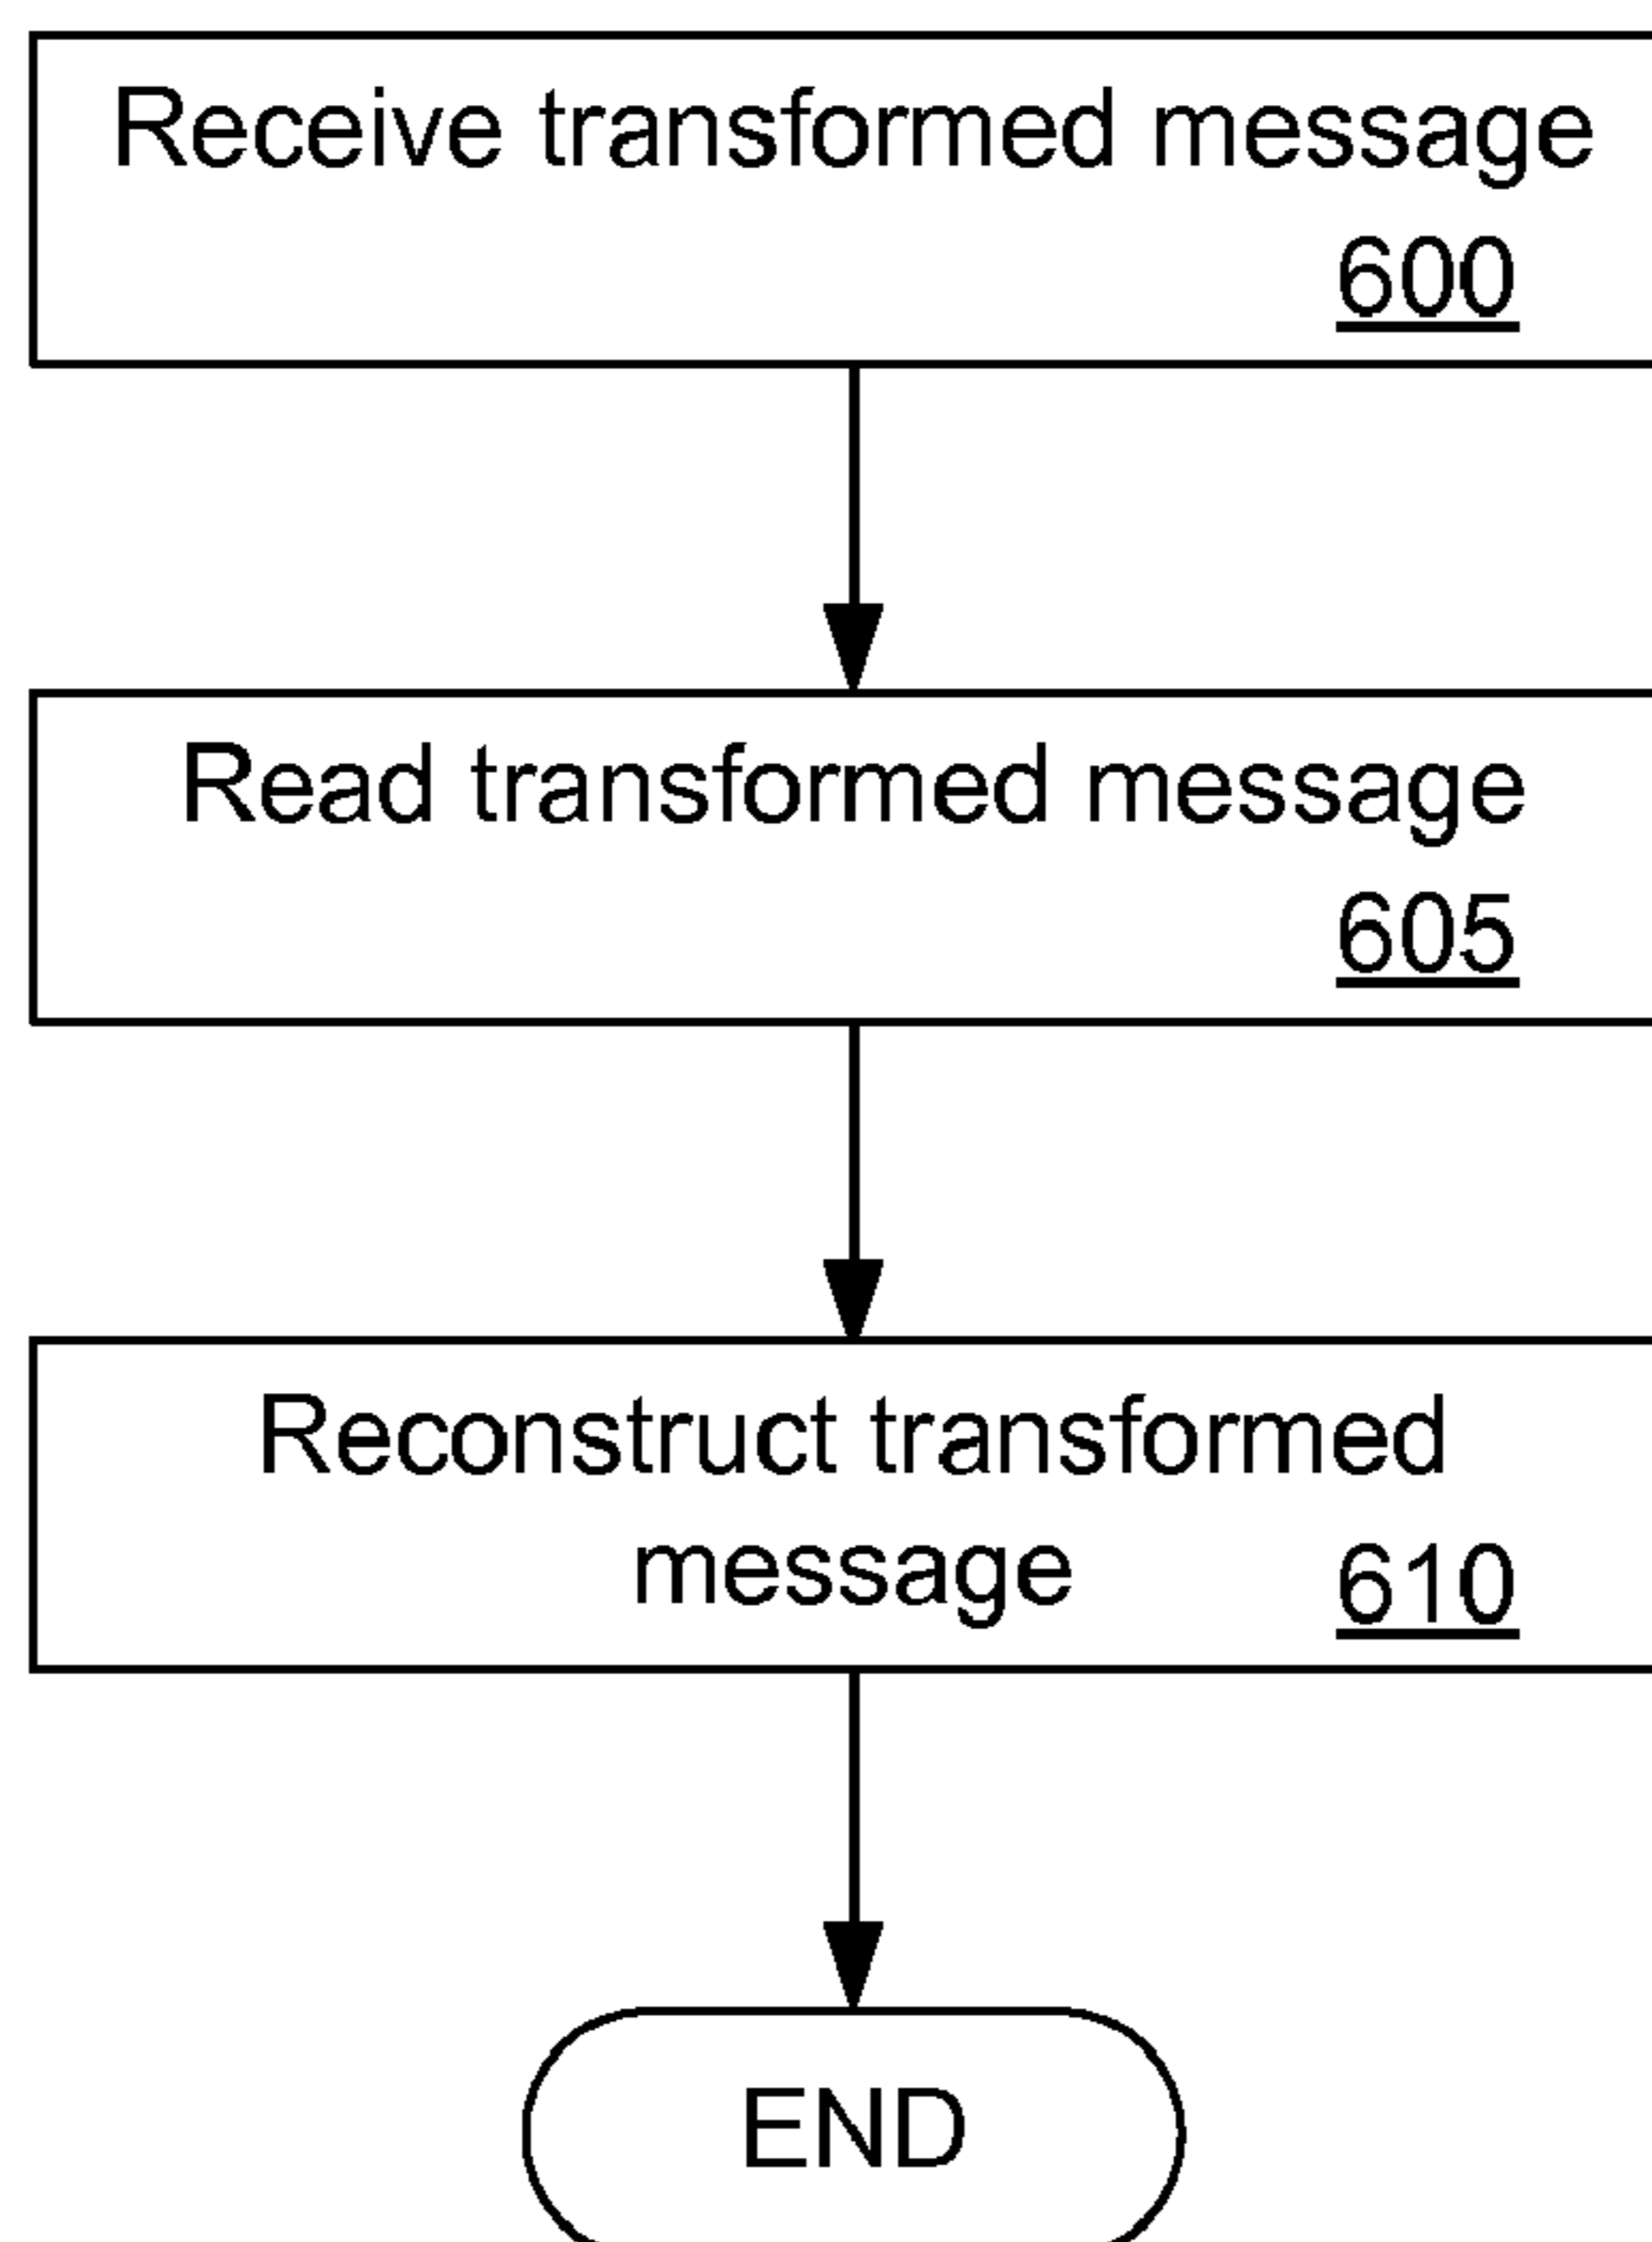 Receive transformed message
600
Read transformed message
605
Reconstruct transformed
message 610
END